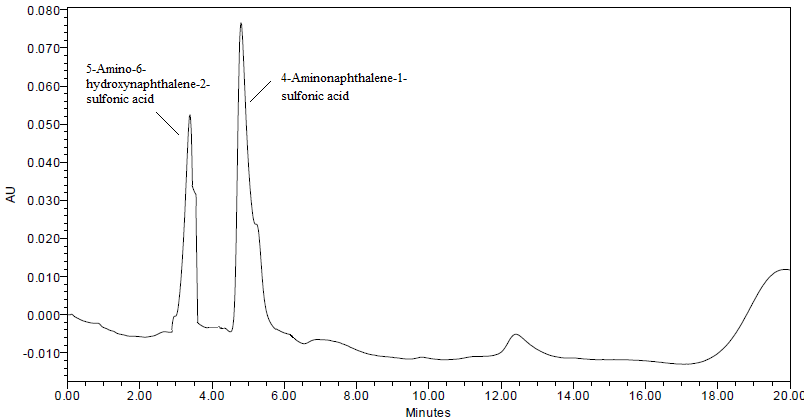 0.080
0.070
5-Amino-6-
hydroxynaphthalene-2-
sulfonic acid
4-Aminonaphthalene-1-
sulfonic acid
0.060
0.050
0.040
AU
0.030
0.020
0.010
0.000
-0.010
0.00 2.00 4.00 6.00 8.00 10.00 12.00 14.00 16.00 18.00 20.00
Minutes